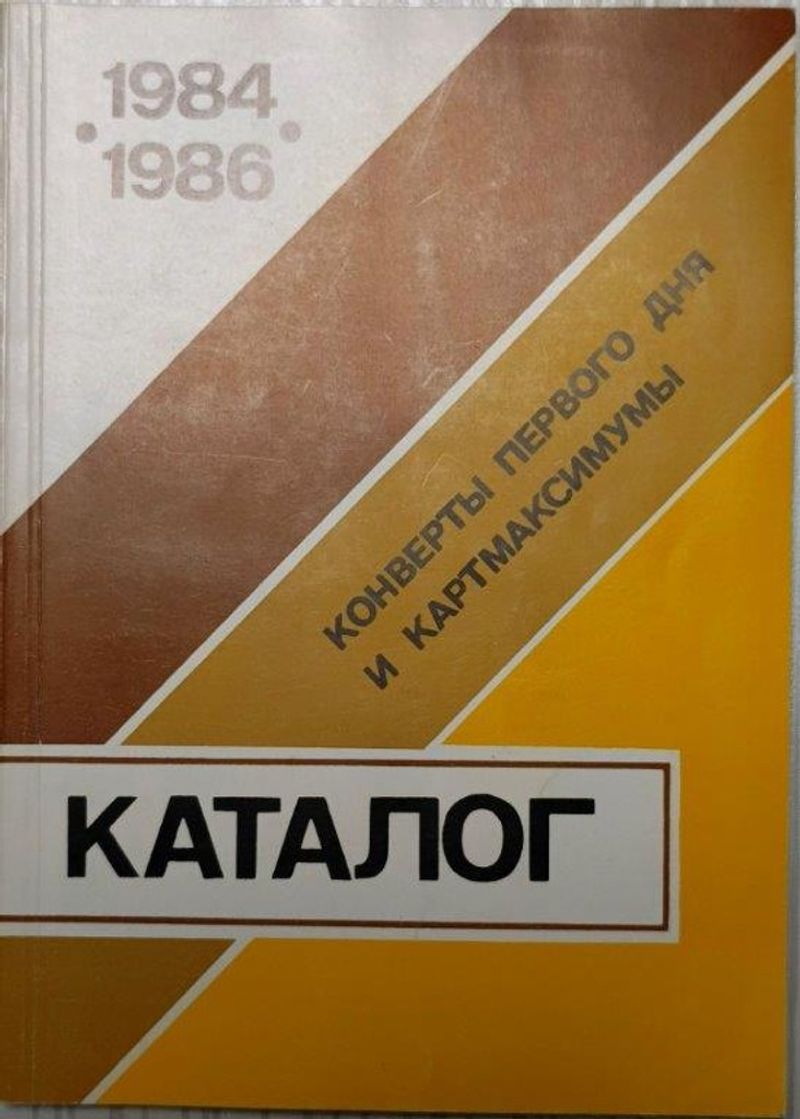 1984
1986
КОНВЕРТЫ ПЕРВОГО ДНЯ
И КАРТМАКСИМУМЫ
КАТАЛОГ